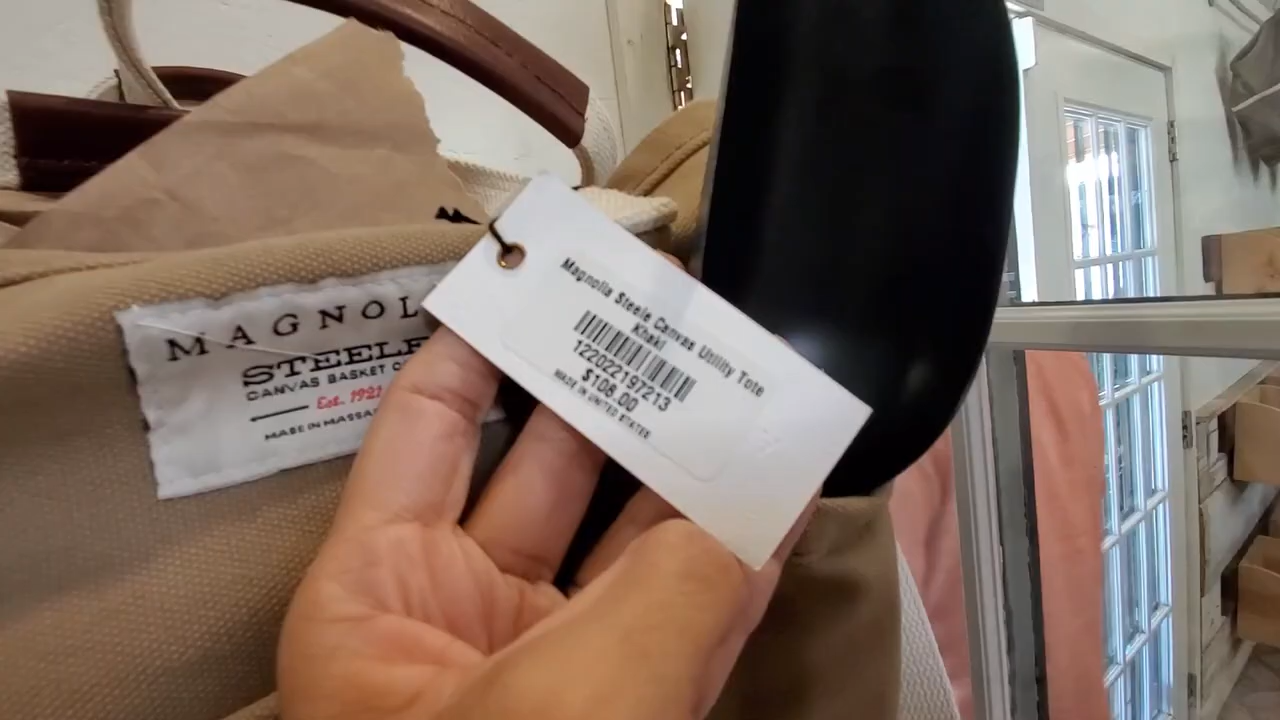 MAGNOL
STEELE
CANVAS BASKET C
Est. 1921
MADE IN MASSA
Magnolia Steele Canvas Utility Tote
Khaki
122022197213
$108.00
MADE IN UNITED STATES